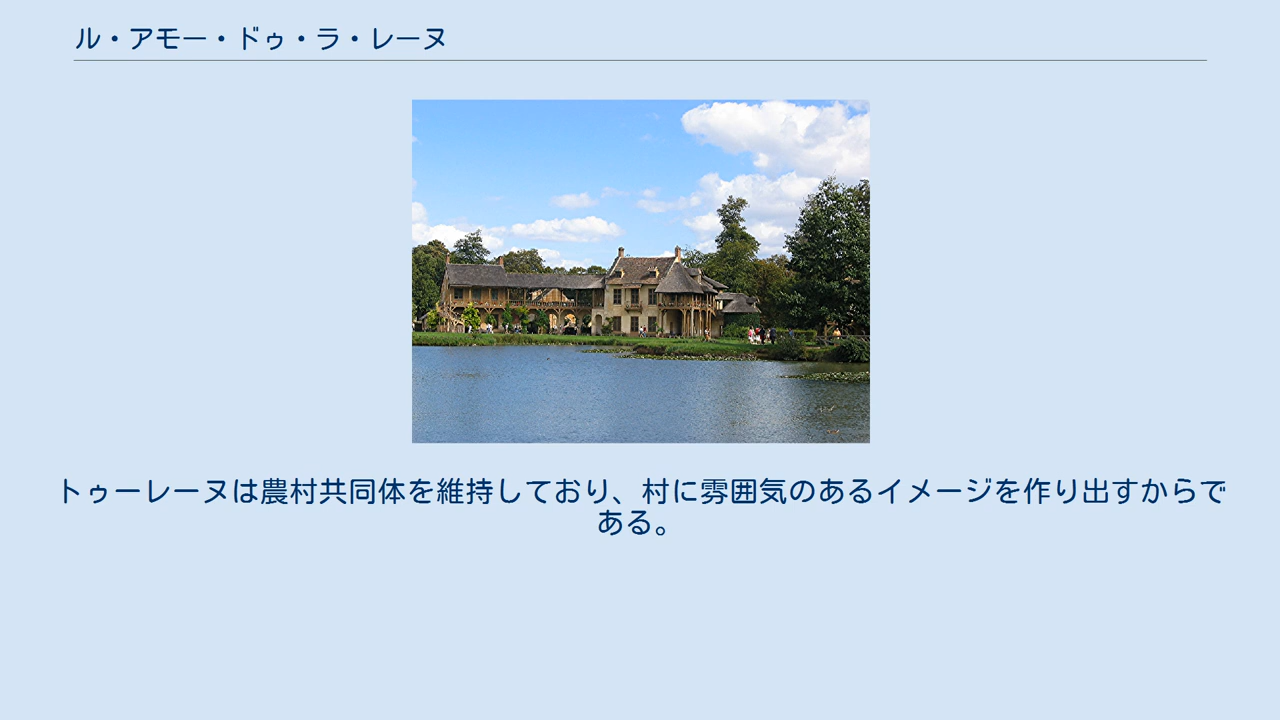 ル・アモー・ドゥ・ラ・レーヌ
トゥーレーヌは農村共同体を維持しており、村に雰囲気のあるイメージを作り出すからで
ある。